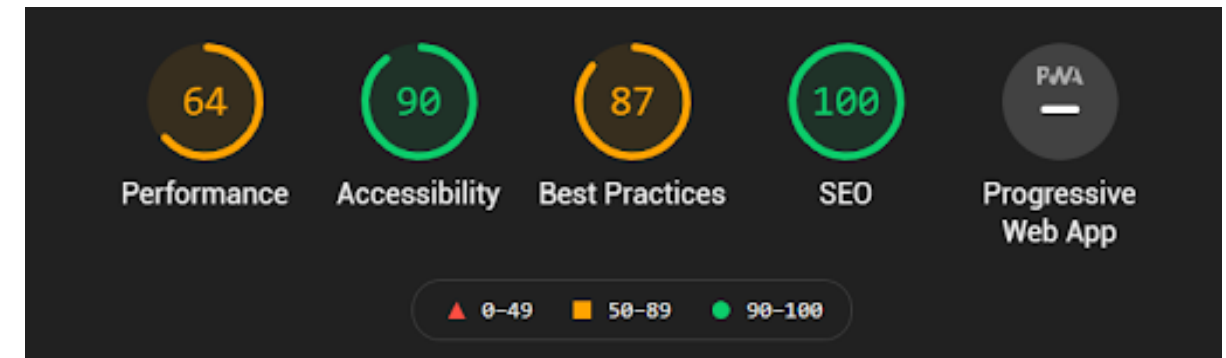 64 90 87 100 PWA
Performance Accessibility Best Practices SEO Progressive
Web App
0–49 50–89 90–100